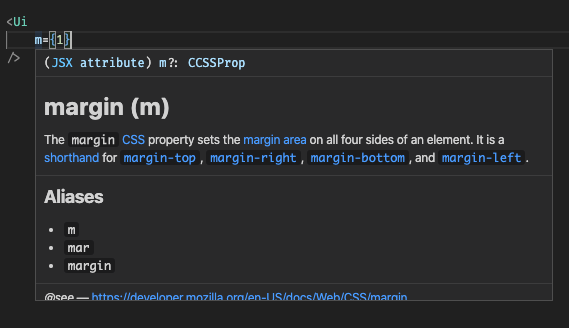 <Ui
m={1}
/>
(JSX attribute) m?: CCSSProp
margin (m)
The margin CSS property sets the margin area on all four sides of an element. It is a
shorthand for margin-top, margin-right, margin-bottom, and margin-left.
Aliases
• m
• mar
• margin
@see — https://developer.mozilla.org/en-US/docs/Web/CSS/margin